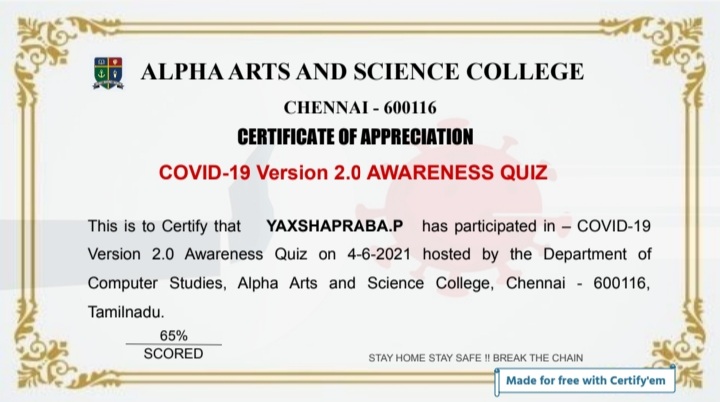 ALPHA ARTS AND SCIENCE COLLEGE
CHENNAI - 600116
CERTIFICATE OF APPRECIATION
COVID-19 Version 2.0 AWARENESS QUIZ
This is to Certify that YAXSHAPRABA.P has participated in – COVID-19
Version 2.0 Awareness Quiz on 4-6-2021 hosted by the Department of
Computer Studies, Alpha Arts and Science College, Chennai - 600116,
Tamilnadu.
65%
SCORED
STAY HOME STAY SAFE !! BREAK THE CHAIN
Made for free with Certify'em